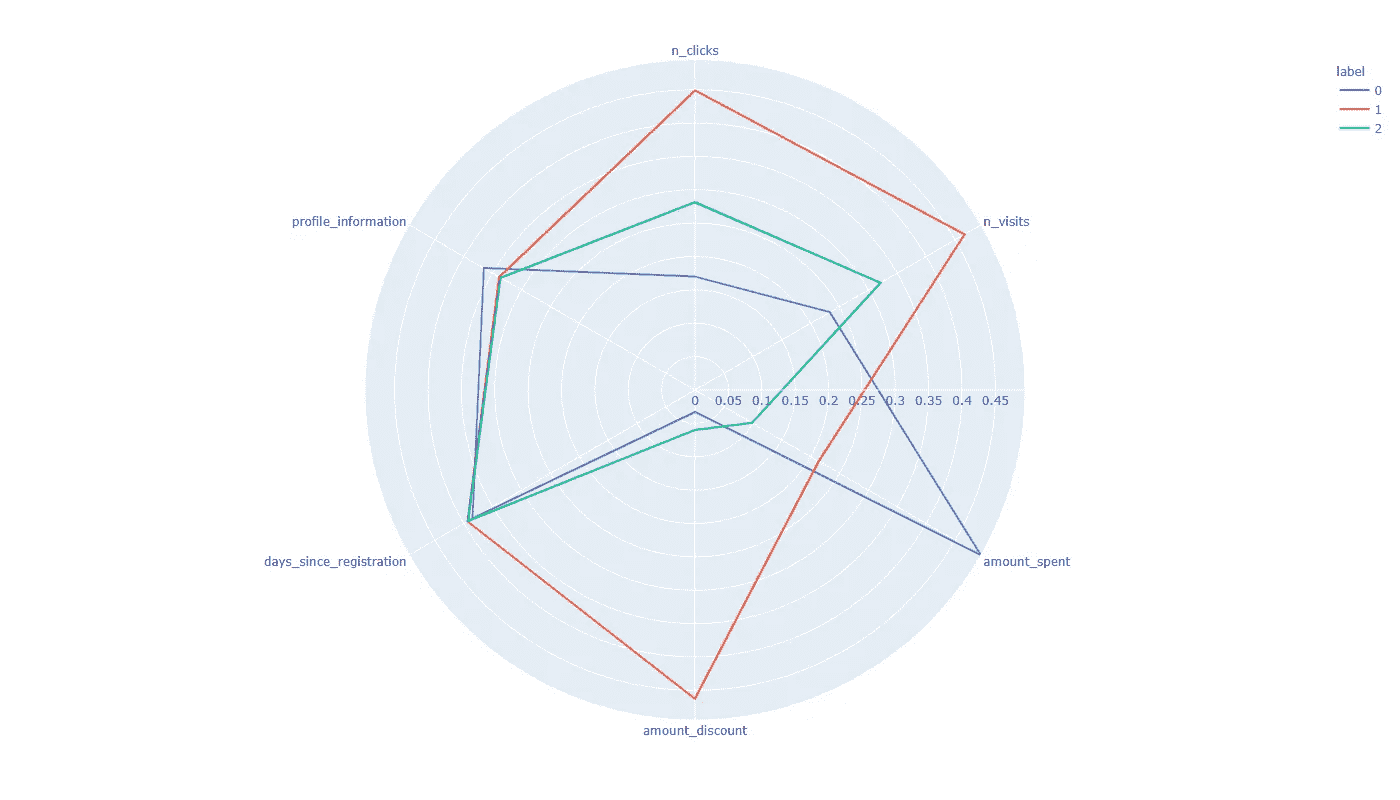 n_clicks
label
0
1
2
profile_information
n_visits
0 0.05 0.1 0.15 0.2 0.25 0.3 0.35 0.4 0.45
days_since_registration
amount_spent
amount_discount